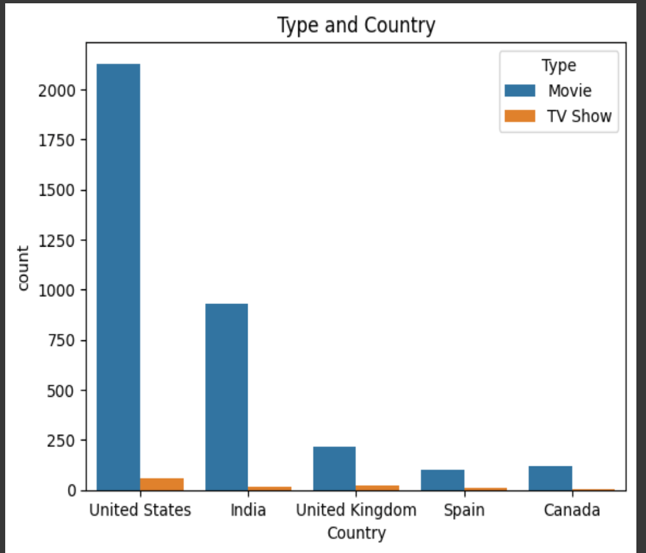 Type and Country
Type
Movie
TV Show
count
2000
1750
1500
1250
1000
750
500
250
0
United States India United Kingdom Spain Canada
Country